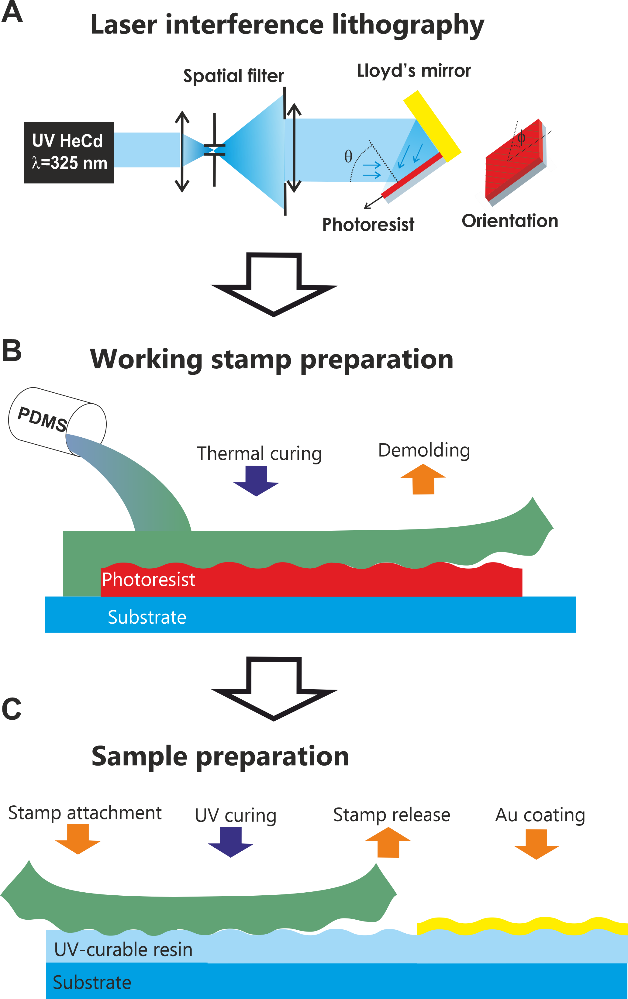 A
Laser interference lithography
Spatial filter
Lloyd's mirror
UV HeCd
λ=325 nm
θ
φ
Photoresist
Orientation
B
Working stamp preparation
PDMS
Thermal curing
Demolding
Photoresist
Substrate
C
Sample preparation
Stamp attachment
UV curing
Stamp release
Au coating
UV-curable resin
Substrate